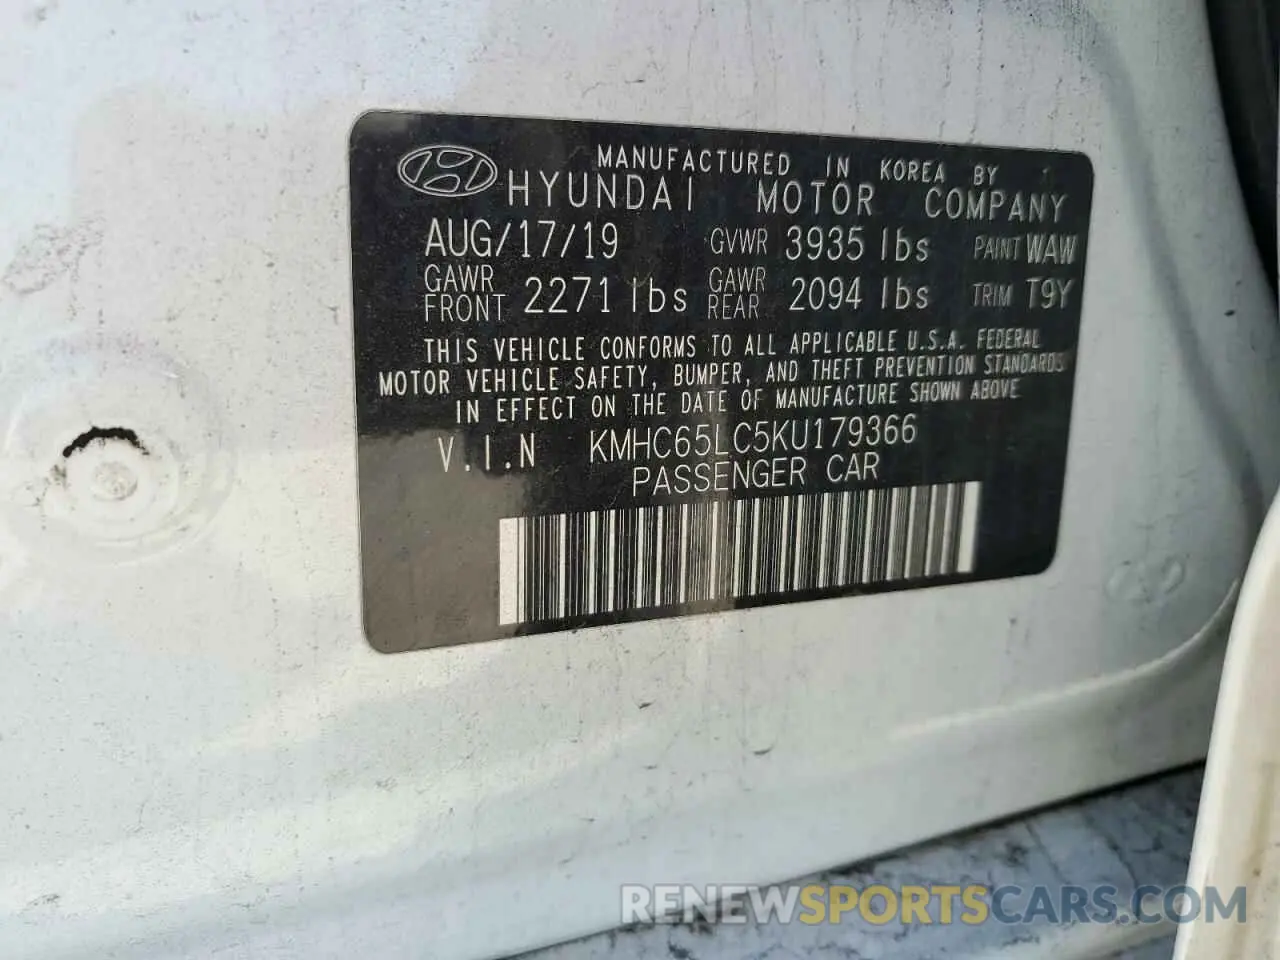 MANUFACTURED IN KOREA BY
HYUNDAI MOTOR COMPANY
AUG/17/19 GVWR 3935 lbs PAINT WAW
GAWR FRONT 2271 lbs GAWR REAR 2094 lbs TRIM T9Y
THIS VEHICLE CONFORMS TO ALL APPLICABLE U.S.A. FEDERAL
MOTOR VEHICLE SAFETY, BUMPER, AND THEFT PREVENTION STANDARDS
IN EFFECT ON THE DATE OF MANUFACTURE SHOWN ABOVE
V.I.N KMHC65LC5KU179366
PASSENGER CAR
RENEWSPORTSCARS.COM